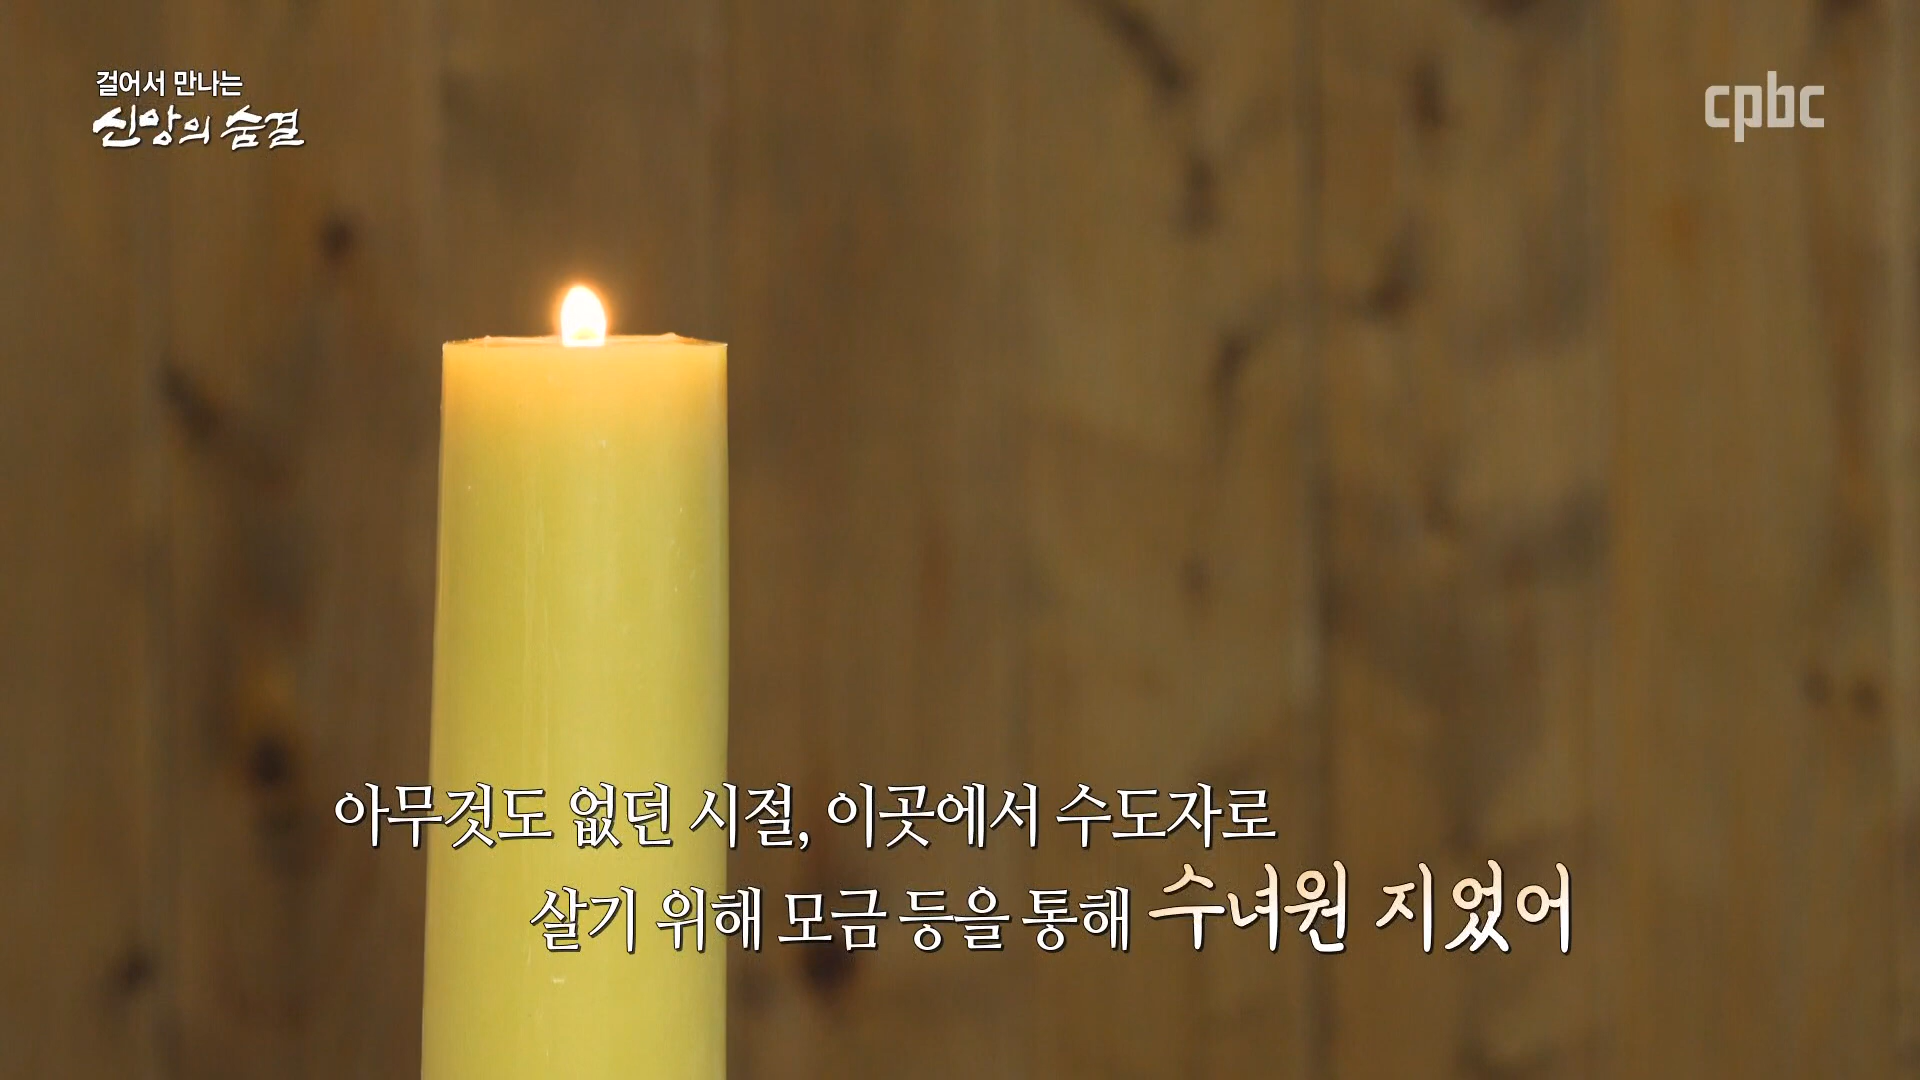 걸어서 만나는
신앙의 숨결
cpbc
아무것도 없던 시절, 이곳에서 수도자로
살기 위해 모금 등을 통해 수녀원 지었어